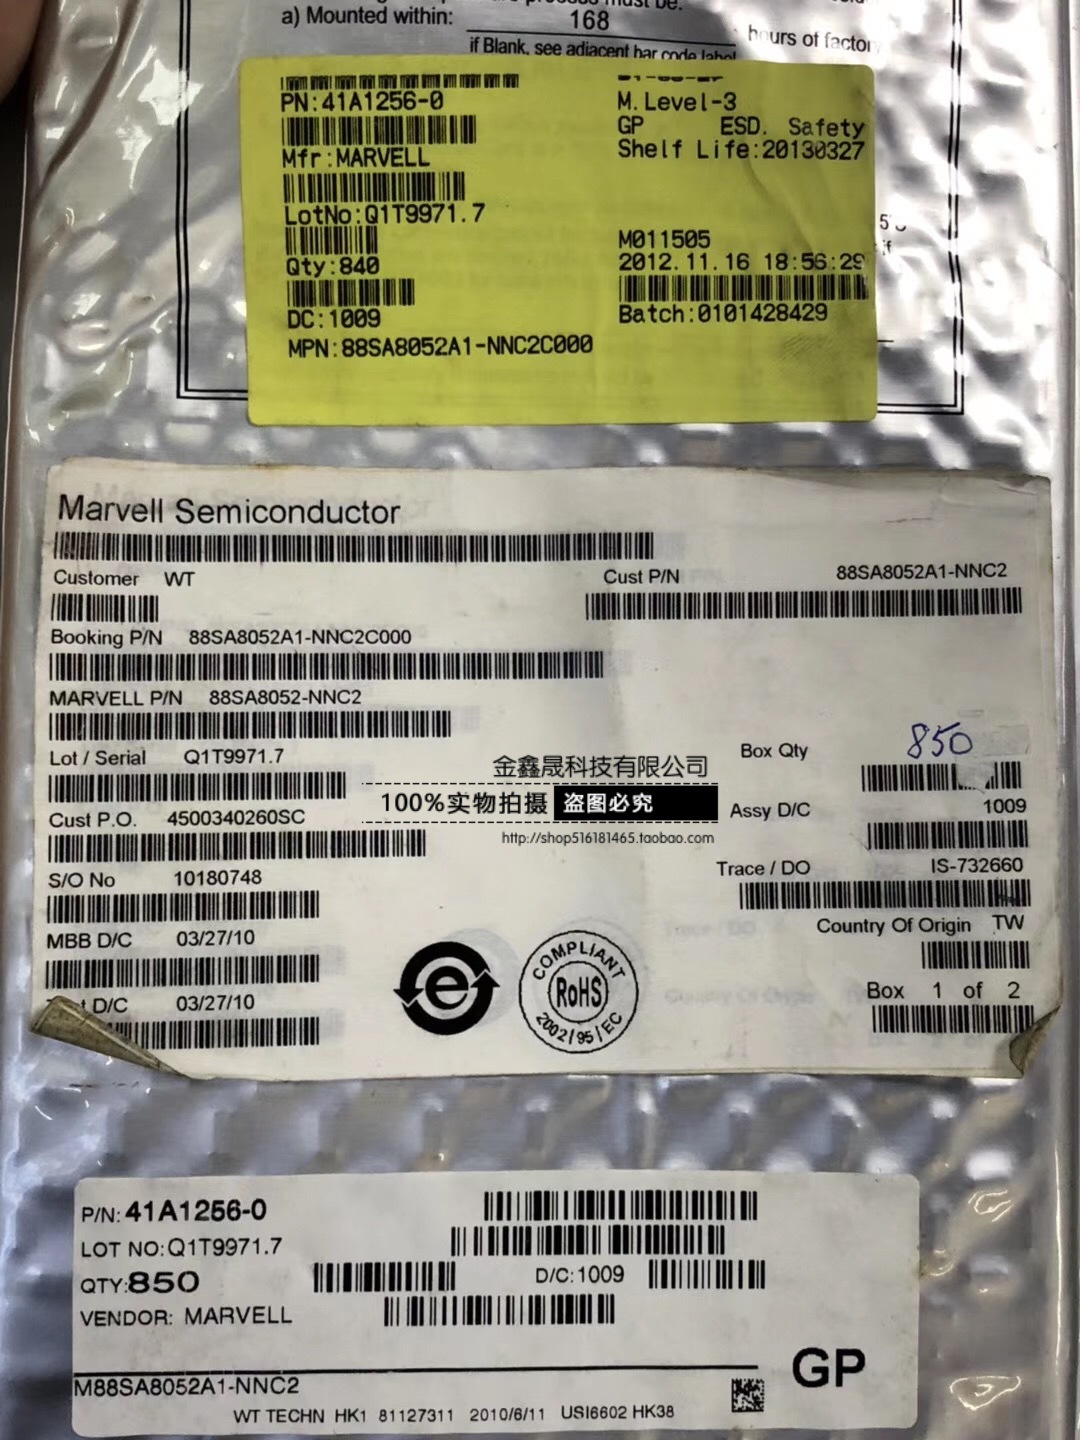 a) Mounted within: 168 hours of factory
if Blank, see adjacent bar code label
PN:41A1256-0
M.Level-3
GP ESD. Safety
Mfr:MARVELL
Shelf Life:20130327
LotNo:Q1T9971.7
M011505
Qty:840
2012.11.16 18:56:29
DC:1009
Batch:0101428429
MPN:88SA8052A1-NNC2C000
Marvell Semiconductor
Customer WT
Cust P/N 88SA8052A1-NNC2
Booking P/N 88SA8052A1-NNC2C000
MARVELL P/N 88SA8052-NNC2
Lot / Serial Q1T9971.7
Box Qty 850
金鑫晟科技有限公司
100%实物拍摄 盗图必究
http://shop516181465.taobao.com
Cust P.O. 4500340260SC
Assy D/C 1009
S/O No 10180748
Trace / DO IS-732660
MBB D/C 03/27/10
Country Of Origin TW
D/C 03/27/10
Box 1 of 2
e
COMPLIANT
RoHS
2002/95/EC
P/N: 41A1256-0
LOT NO:Q1T9971.7
QTY:850
D/C:1009
VENDOR: MARVELL
GP
M88SA8052A1-NNC2
WT TECHN HK1 81127311 2010/6/11 USI6602 HK38